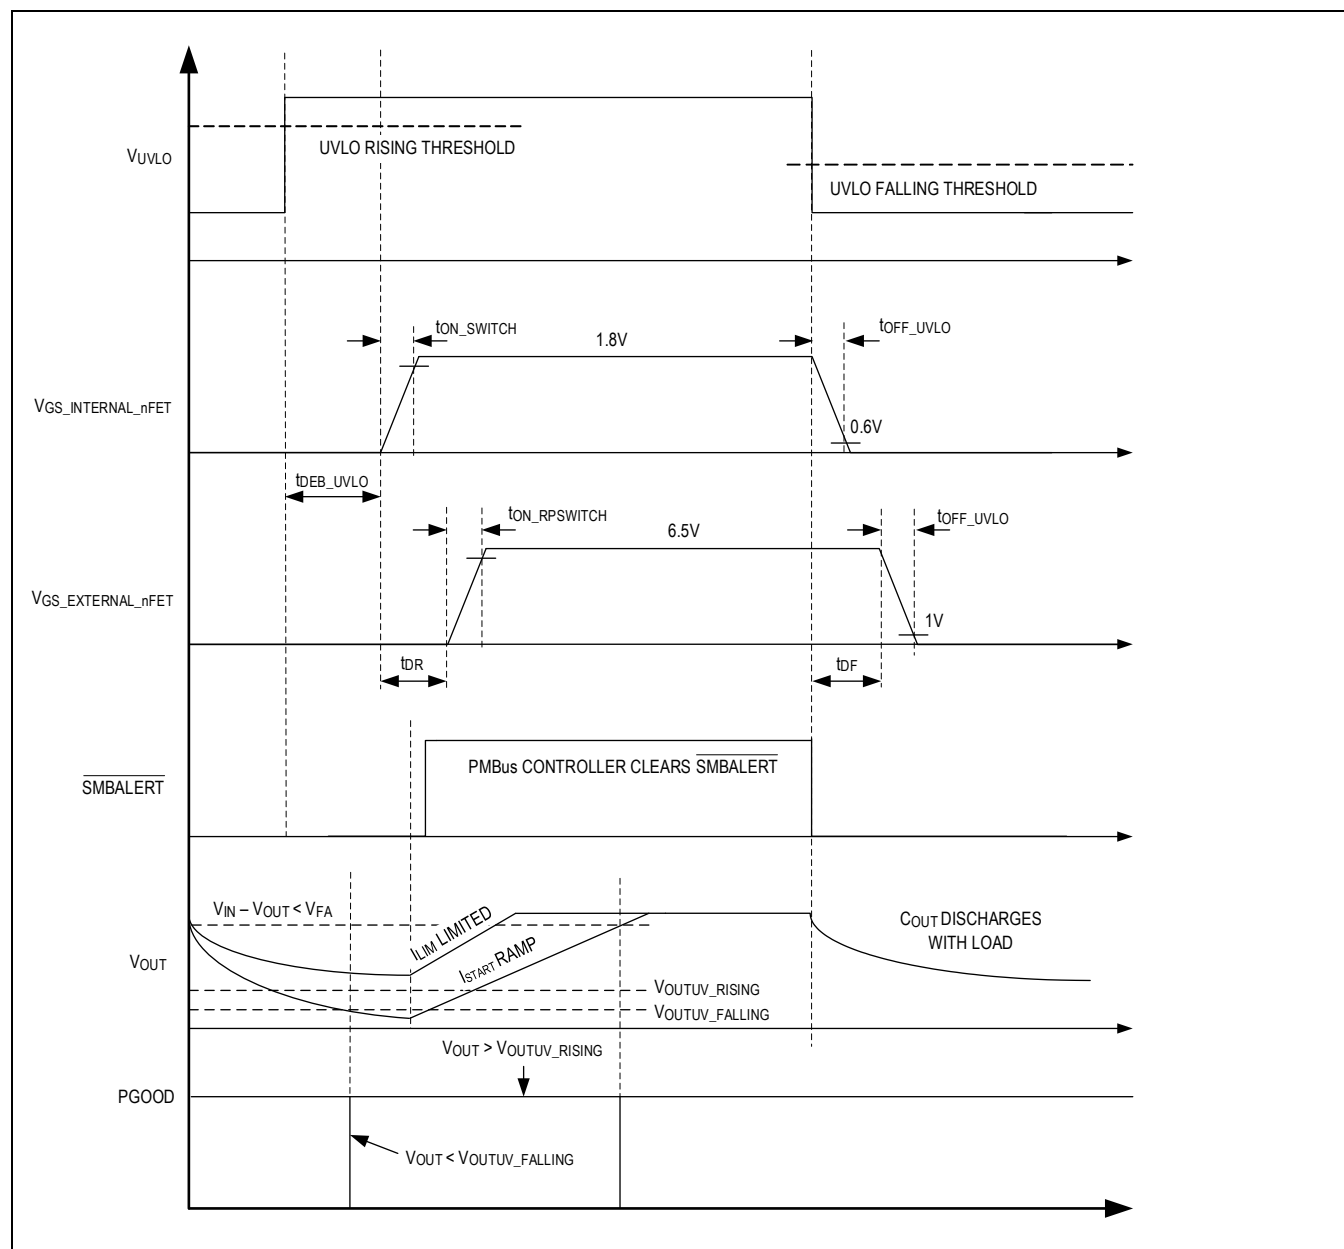 VUVLO
UVLO RISING THRESHOLD
UVLO FALLING THRESHOLD
tON_SWITCH
1.8V
tOFF_UVLO
VGS_INTERNAL_nFET
0.6V
tDEB_UVLO
tON_RPSWITCH
6.5V
tOFF_UVLO
VGS_EXTERNAL_nFET
1V
tDR
tDF
SMBALERT
PMBus CONTROLLER CLEARS SMBALERT
VIN – VOUT < VFA
ILIM LIMITED
ISTART RAMP
COUT DISCHARGES
WITH LOAD
VOUT
VOUTUV_RISING
VOUTUV_FALLING
VOUT > VOUTUV_RISING
PGOOD
VOUT < VOUTUV_FALLING